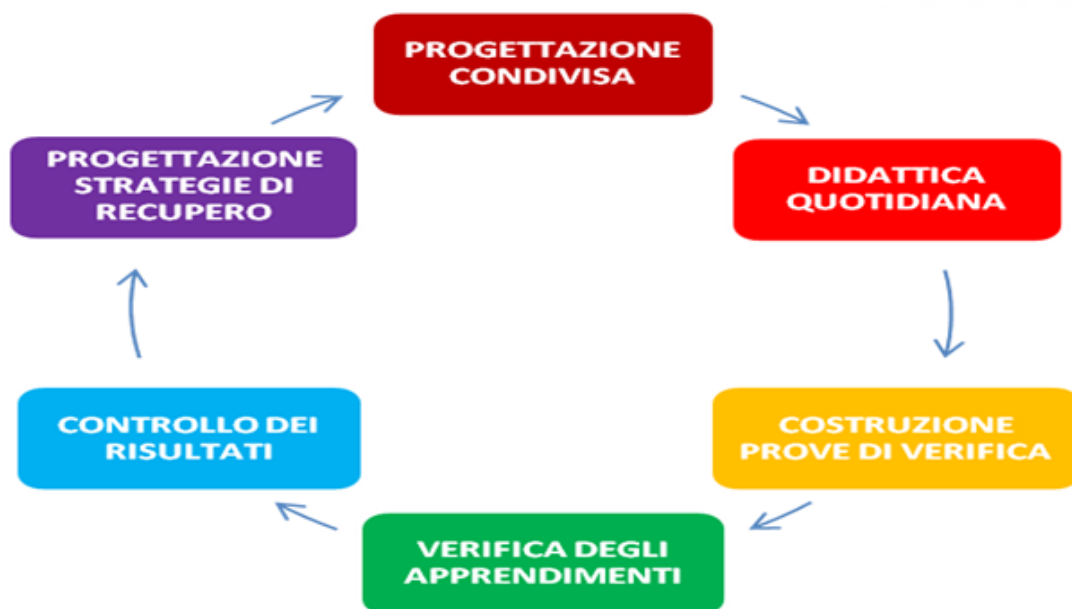 PROGETTAZIONE
CONDIVISA
DIDATTICA
QUOTIDIANA
COSTRUZIONE
PROVE DI VERIFICA
VERIFICA DEGLI
APPRENDIMENTI
CONTROLLO DEI
RISULTATI
PROGETTAZIONE
STRATEGIE DI
RECUPERO